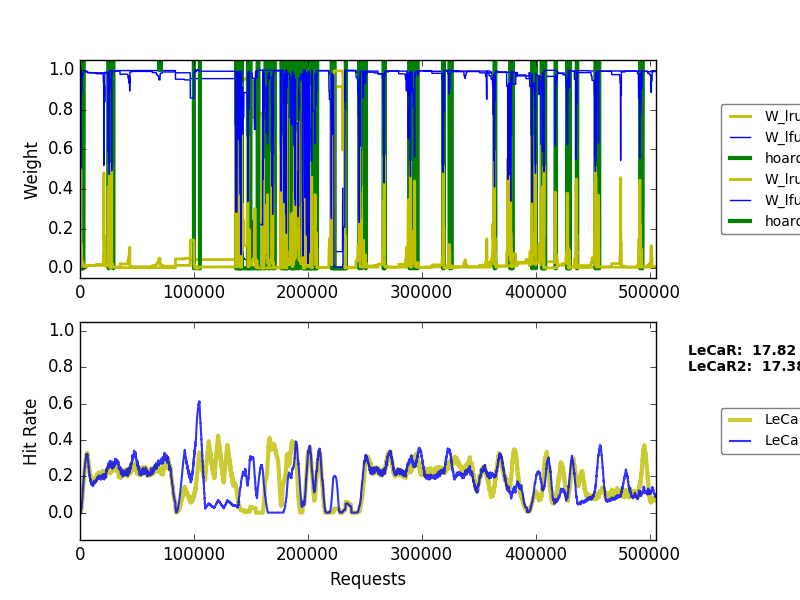 1.0
0.8
0.6
0.4
0.2
0.0
Weight
0 100000 200000 300000 400000 500000
W_lru
W_lfu
hoard
W_lru
W_lfu
hoard
1.0
0.8
0.6
0.4
0.2
0.0
Hit Rate
0 100000 200000 300000 400000 500000
Requests
LeCaR: 17.82
LeCaR2: 17.38
LeCa
LeCa